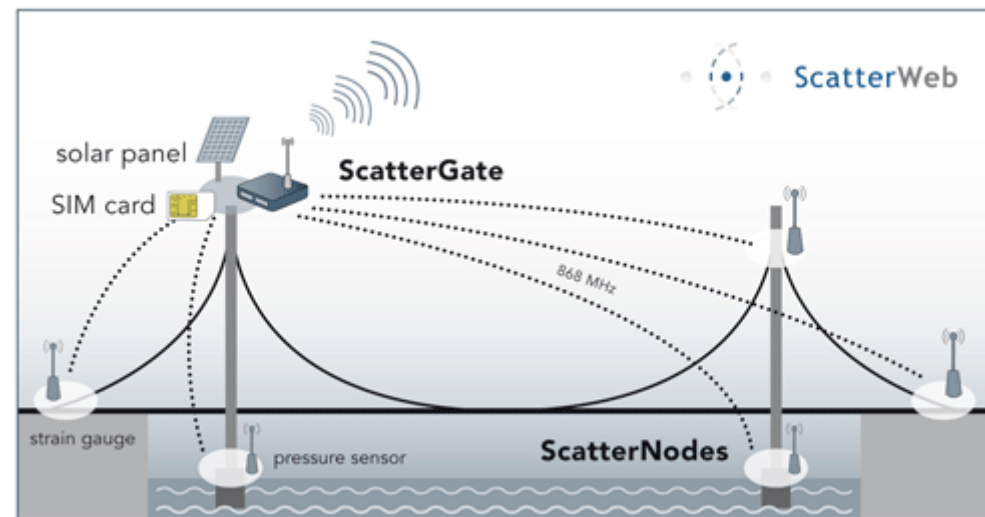 ScatterWeb
solar panel
ScatterGate
SIM card
868 MHz
strain gauge
pressure sensor
ScatterNodes